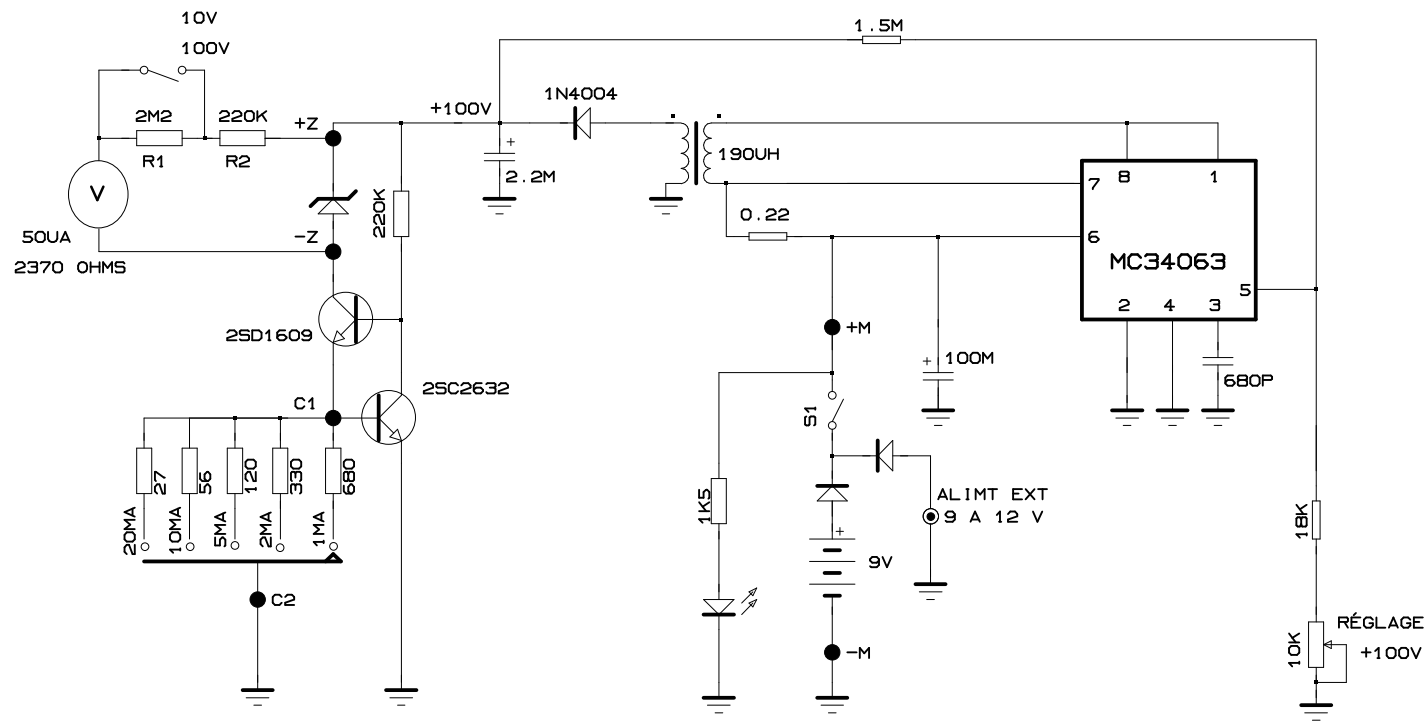 10V
100V
1.5M
2M2
220K
R1
R2
+Z
-Z
V
50UA
2370 OHMS
+100V
1N4004
2.2M
220K
190UH
0.22
7
8
1
6
MC34063
5
2
4
3
2SD1609
2SC2632
C1
+M
100M
680P
S1
27
56
120
330
680
20MA
10MA
5MA
2MA
1MA
C2
1K5
ALIMT EXT
9 A 12 V
9V
-M
18K
10K
RÉGLAGE
+100V